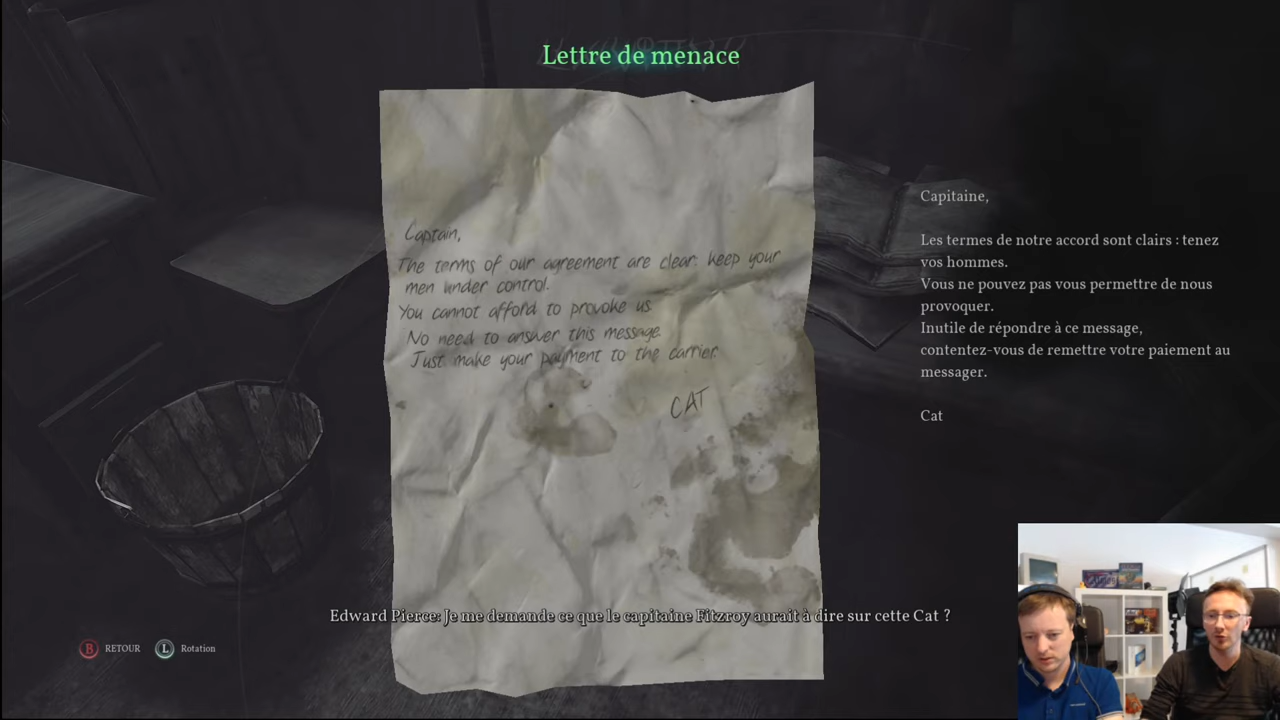 Lettre de menace
Captain,
The terms of our agreement are clear: keep your
men under control.
You cannot afford to provoke us.
No need to answer this message.
Just make your payment to the carrier.
CAT
Capitaine,
Les termes de notre accord sont clairs : tenez
vos hommes.
Vous ne pouvez pas vous permettre de nous
provoquer.
Inutile de répondre à ce message,
contentez-vous de remettre votre paiement au
messager.
Cat
Edward Pierce: Je me demande ce que le capitaine Fitzroy aurait à dire sur cette Cat ?
B RETOUR L Rotation